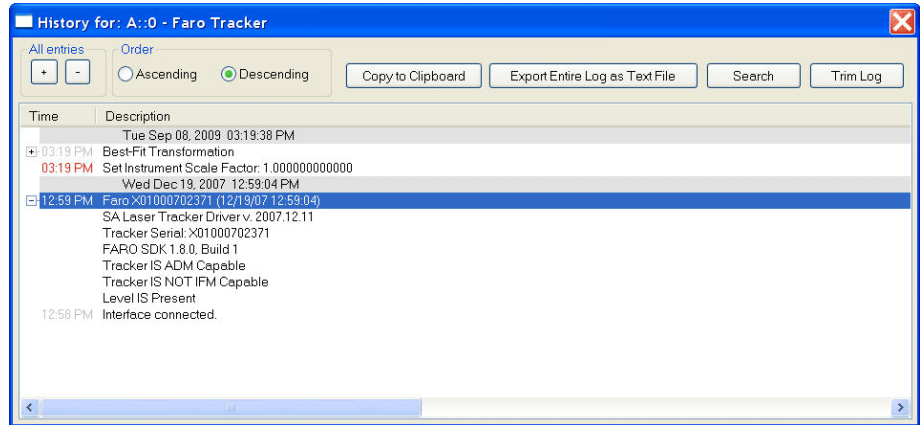 History for: A::0 - Faro Tracker
All entries
Order
+ -
Ascending Descending
Copy to Clipboard Export Entire Log as Text File Search Trim Log
Time Description
Tue Sep 08, 2009 03:19:38 PM
03:19 PM Best-Fit Transformation
03:19 PM Set Instrument Scale Factor: 1.000000000000
Wed Dec 19, 2007 12:59:04 PM
12:59 PM Faro X01000702371 (12/19/07 12:59:04)
SA Laser Tracker Driver v. 2007.12.11
Tracker Serial: X01000702371
FARO SDK 1.8.0, Build 1
Tracker IS ADM Capable
Tracker IS NOT IFM Capable
Level IS Present
12:58 PM Interface connected.